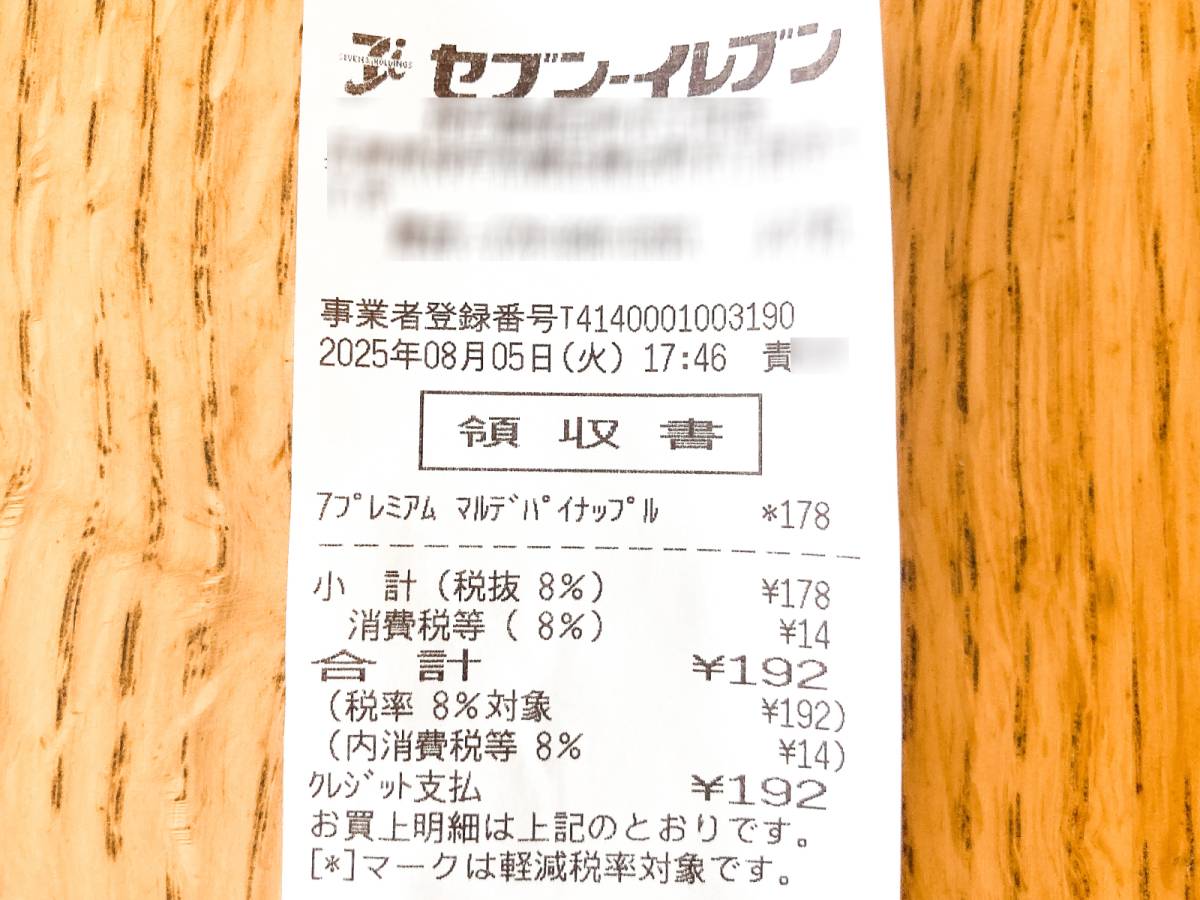 セブン-イレブン
事業者登録番号T4140001003190
2025年08月05日(火) 17:46 責
領 収 書
7プレミアム マルデパイナップル *178
小 計(税抜 8%) ¥178
消費税等( 8%) ¥14
合 計 ¥192
(税率 8%対象 ¥192)
(内消費税等 8% ¥14)
クレジット支払 ¥192
お買上明細は上記のとおりです。
[*]マークは軽減税率対象です。